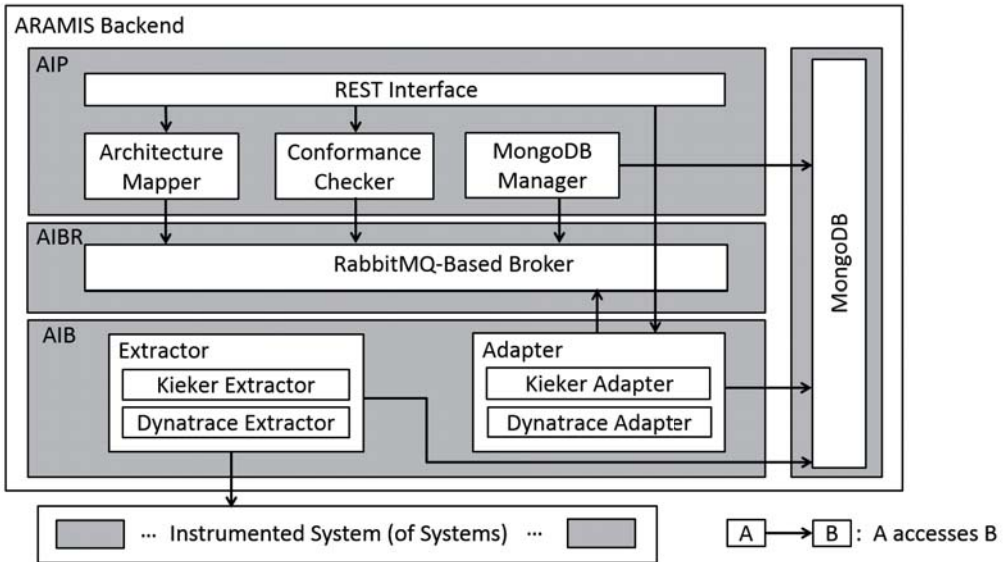 ARAMIS Backend
AIP
REST Interface
Architecture
Mapper
Conformance
Checker
MongoDB
Manager
AIBR
RabbitMQ-Based Broker
MongoDB
AIB
Extractor
Kieker Extractor
Dynatrace Extractor
Adapter
Kieker Adapter
Dynatrace Adapter
... Instrumented System (of Systems) ...
A B : A accesses B